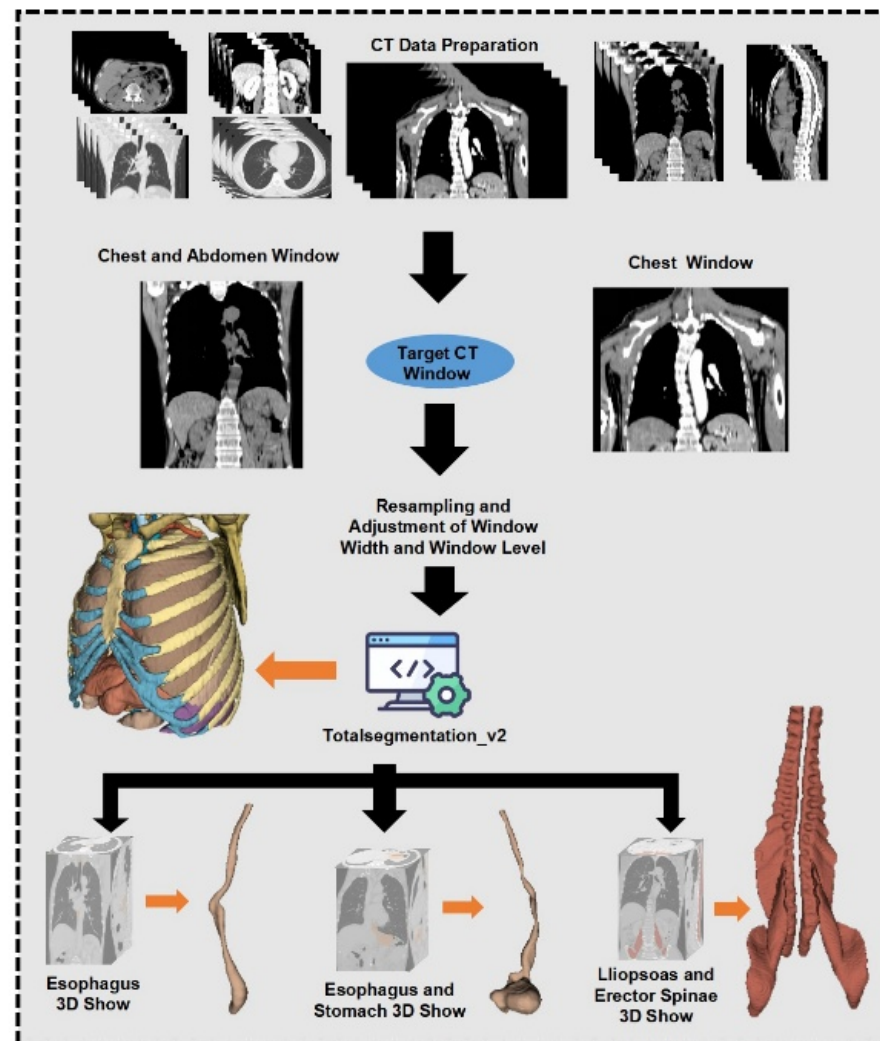 CT Data Preparation
Chest and Abdomen Window
Chest Window
Target CT
Window
Resampling and
Adjustment of Window
Width and Window Level
</>
Totalsegmentation_v2
Esophagus
3D Show
Esophagus and
Stomach 3D Show
Lliopsoas and
Erector Spinae
3D Show